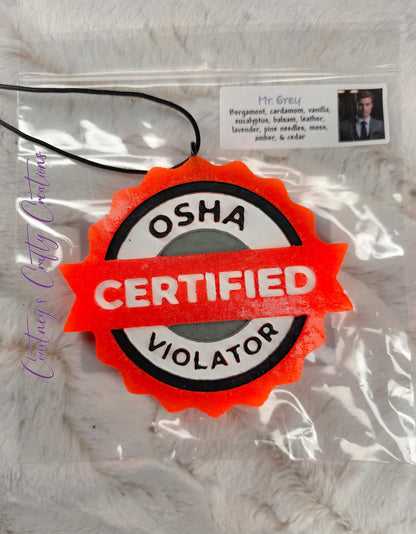 Mr. Grey
Bergamont, cardamom, vanilla,
eucalyptus, balsam, leather,
lavender, pine needles, moss,
amber, & cedar
OSHA
CERTIFIED
VIOLATOR
Courtney's Crafty Creations